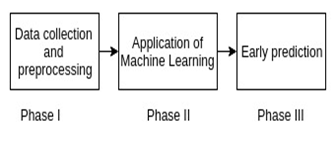 Data collection
and
preprocessing
Application of
Machine Learning
Early prediction
Phase I
Phase II
Phase III